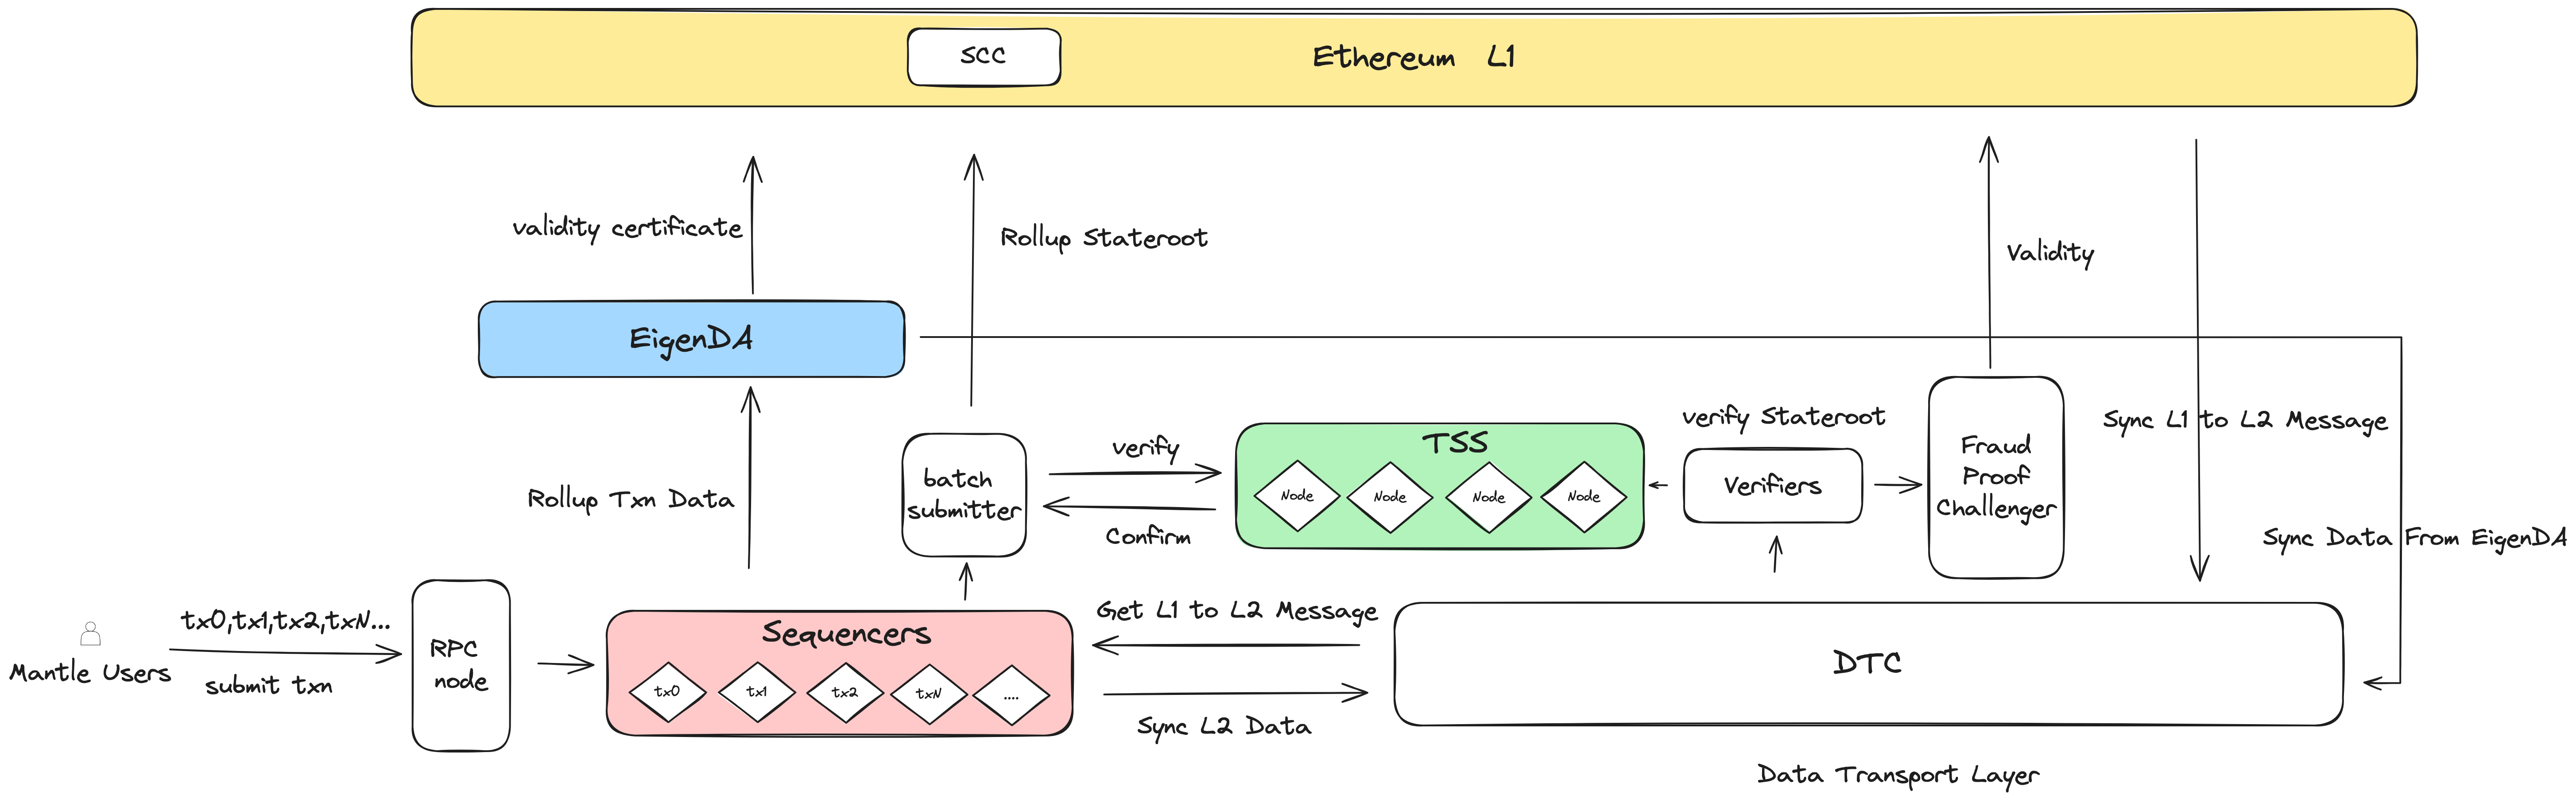 SCC
Ethereum L1
validity certificate
Rollup Stateroot
Validity
EigenDA
Sync L1 to L2 Message
verify Stateroot
verify
TSS
Node
Node
Node
Node
Confirm
batch
submitter
Verifiers
Fraud
Proof
Challenger
Rollup Txn Data
Sync Data From EigenDA
tx0,tx1,tx2,txN...
submit txn
Mantle Users
RPC
node
Sequencers
tx0
tx1
tx2
txN
....
Get L1 to L2 Message
Sync L2 Data
DTC
Data Transport Layer